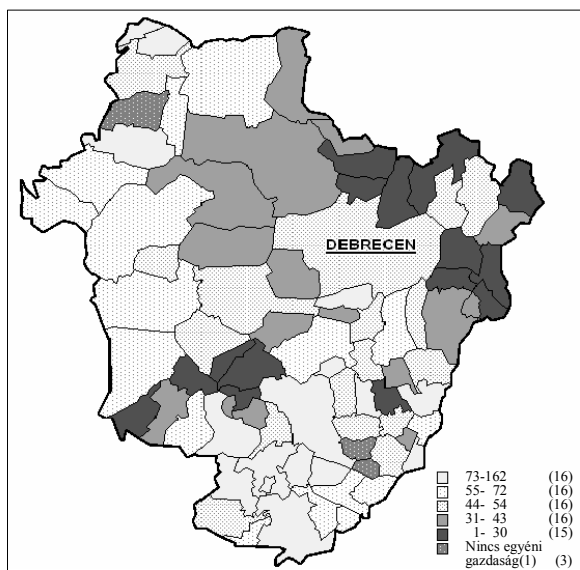 DEBRECEN
73-162 (16)
55- 72 (16)
44- 54 (16)
31- 43 (16)
1- 30 (15)
Nincs egyéni
gazdaság(1) (3)